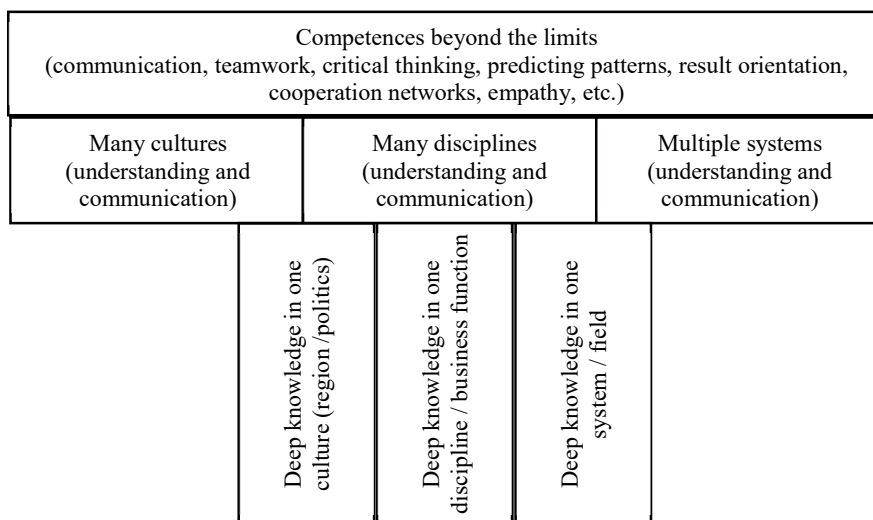 Competences beyond the limits
(communication, teamwork, critical thinking, predicting patterns, result orientation,
cooperation networks, empathy, etc.)
Many cultures
(understanding and
communication)
Many disciplines
(understanding and
communication)
Multiple systems
(understanding and
communication)
Deep knowledge in one
culture (region /politics)
Deep knowledge in one
discipline / business function
Deep knowledge in one
system / field